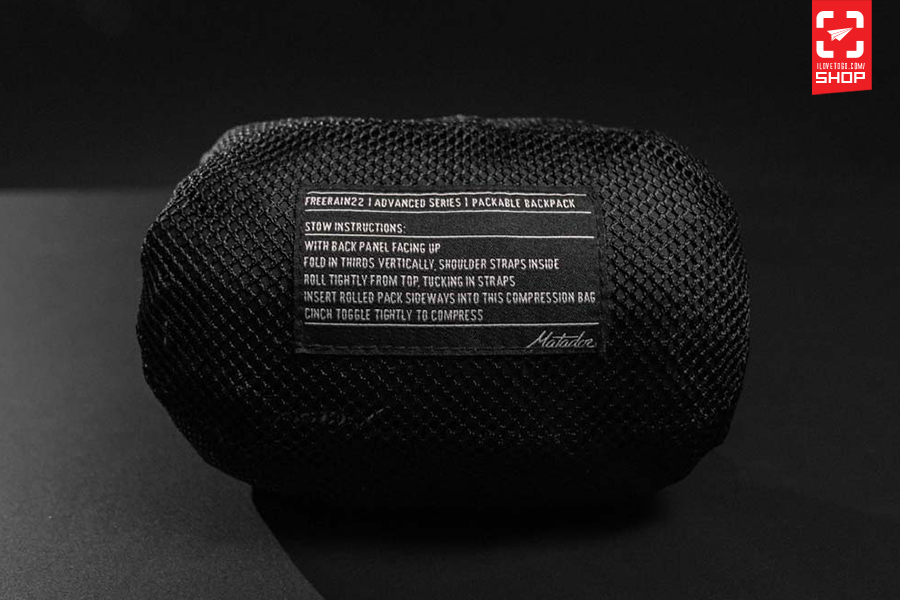 ILOVETOGO.COM/
SHOP
FREERAIN22 | ADVANCED SERIES | PACKABLE BACKPACK
STOW INSTRUCTIONS:
WITH BACK PANEL FACING UP
FOLD IN THIRDS VERTICALLY, SHOULDER STRAPS INSIDE
ROLL TIGHTLY FROM TOP, TUCKING IN STRAPS
INSERT ROLLED PACK SIDEWAYS INTO THIS COMPRESSION BAG
CINCH TOGGLE TIGHTLY TO COMPRESS
Matador